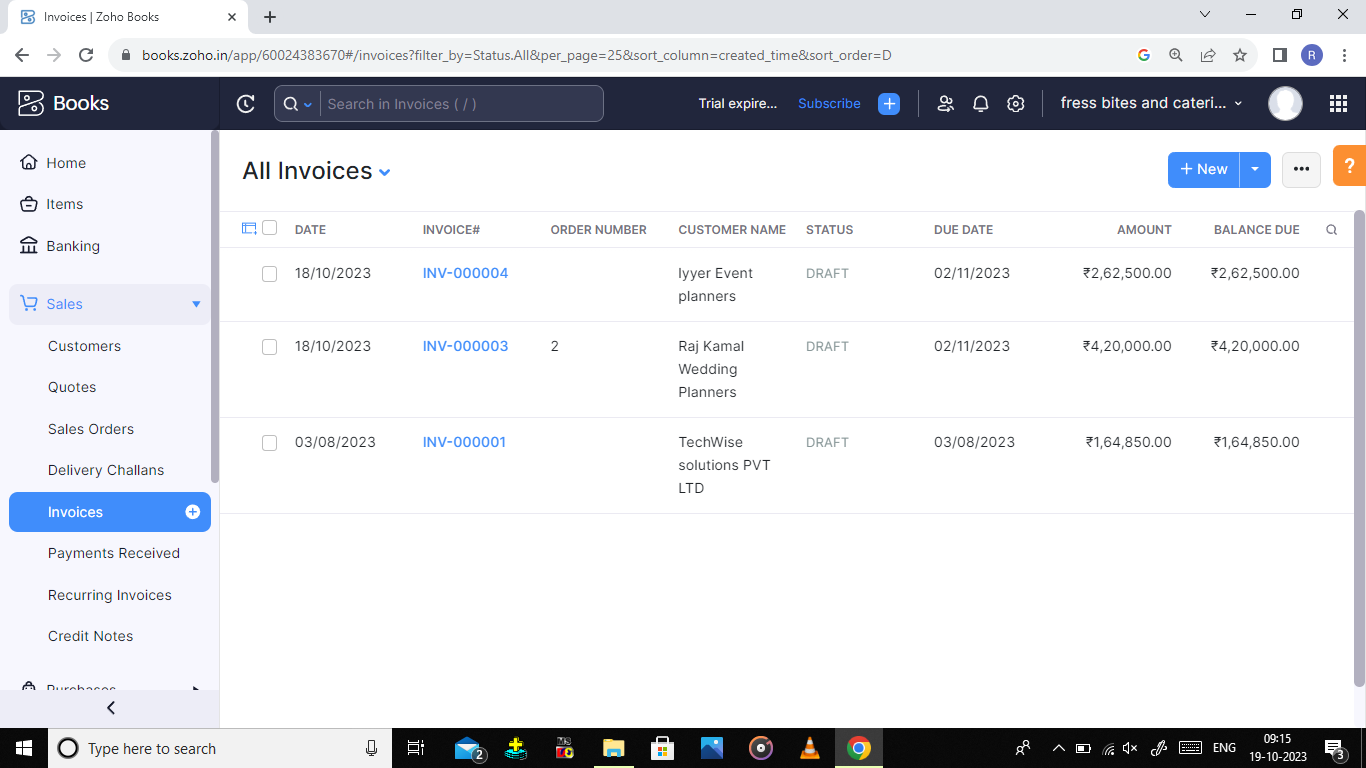 Invoices | Zoho Books
books.zoho.in/app/60024383670#/invoices?filter_by=Status.All&per_page=25&sort_column=created_time&sort_order=D
R
Books
Search in Invoices ( / )
Trial expire...
Subscribe
fress bites and cateri...
Home
Items
Banking
Sales
Customers
Quotes
Sales Orders
Delivery Challans
Invoices
Payments Received
Recurring Invoices
Credit Notes
Purchases
All Invoices
+ New
?
DATE INVOICE# ORDER NUMBER CUSTOMER NAME STATUS DUE DATE AMOUNT BALANCE DUE
18/10/2023 INV-000004 Iyyer Event DRAFT 02/11/2023 ₹2,62,500.00 ₹2,62,500.00
planners
18/10/2023 INV-000003 2 Raj Kamal DRAFT 02/11/2023 ₹4,20,000.00 ₹4,20,000.00
Wedding
Planners
03/08/2023 INV-000001 TechWise DRAFT 03/08/2023 ₹1,64,850.00 ₹1,64,850.00
solutions PVT
LTD
Type here to search
2
ENG
09:15
19-10-2023
3